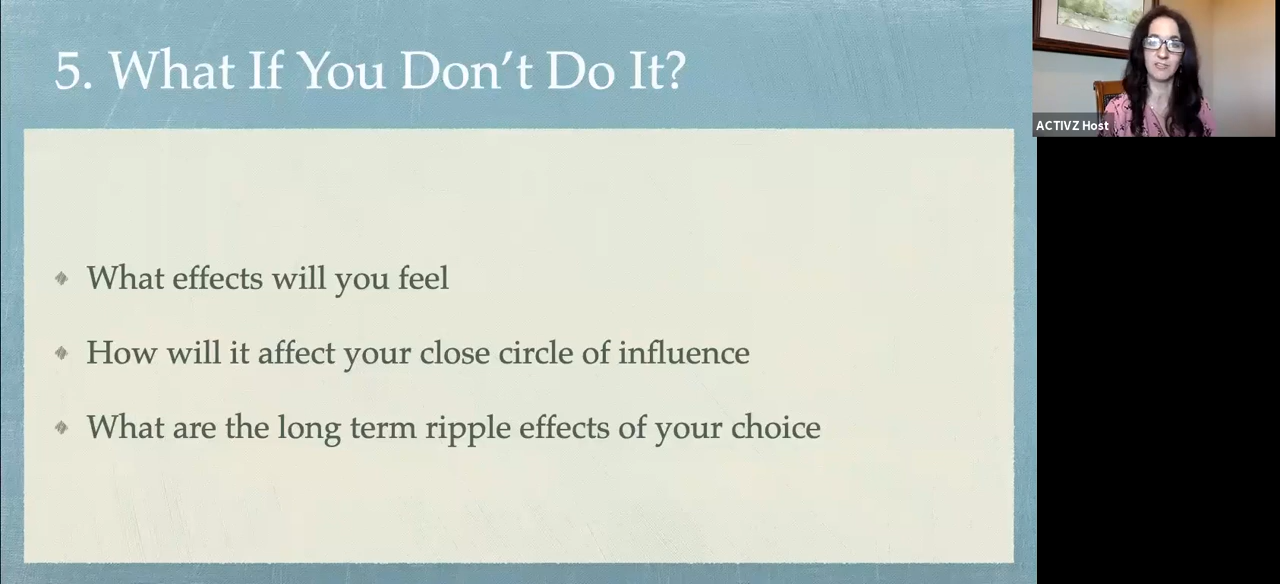 5. What If You Don’t Do It?
What effects will you feel
How will it affect your close circle of influence
What are the long term ripple effects of your choice
ACTIVZ Host